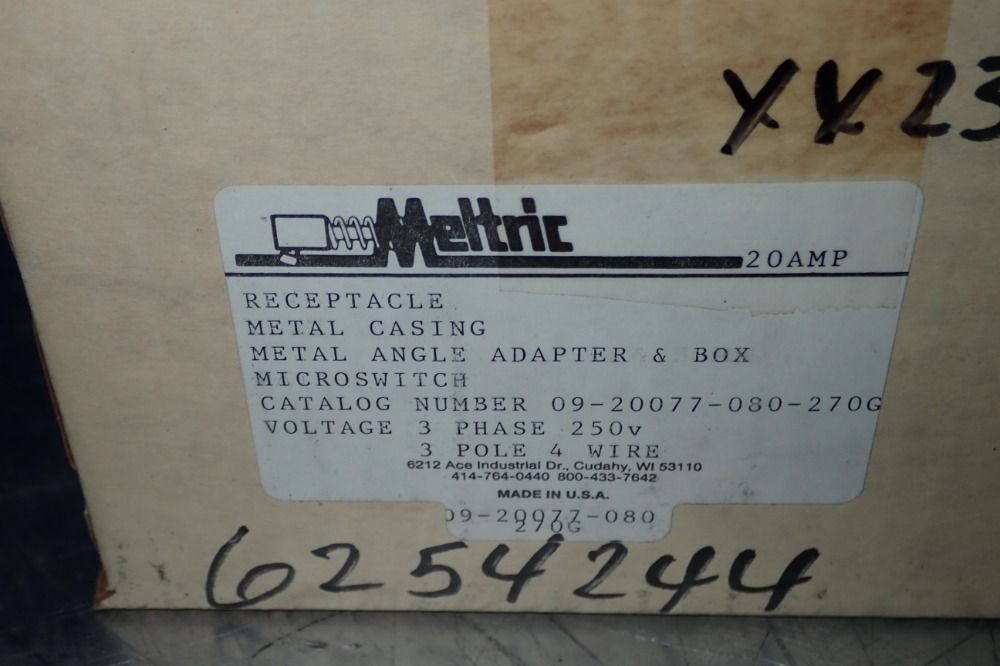 XX23
Meltric
20AMP
RECEPTACLE
METAL CASING
METAL ANGLE ADAPTER & BOX
MICROSWITCH
CATALOG NUMBER 09-20077-080-270G
VOLTAGE 3 PHASE 250v
3 POLE 4 WIRE
6212 Ace Industrial Dr., Cudahy, WI 53110
414-764-0440 800-433-7642
MADE IN U.S.A.
09-20077-080
270G
6254244